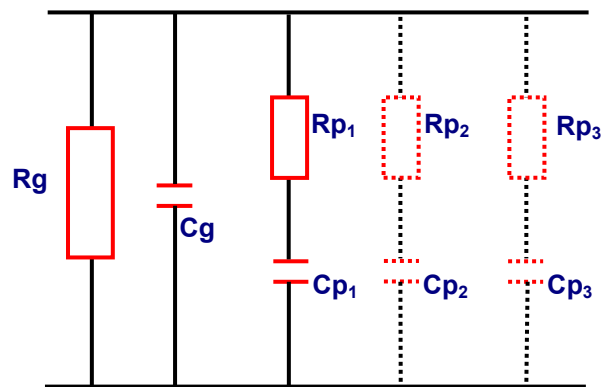 Rp₁
Rp₂
Rp₃
Rg
Cg
Cp₁
Cp₂
Cp₃